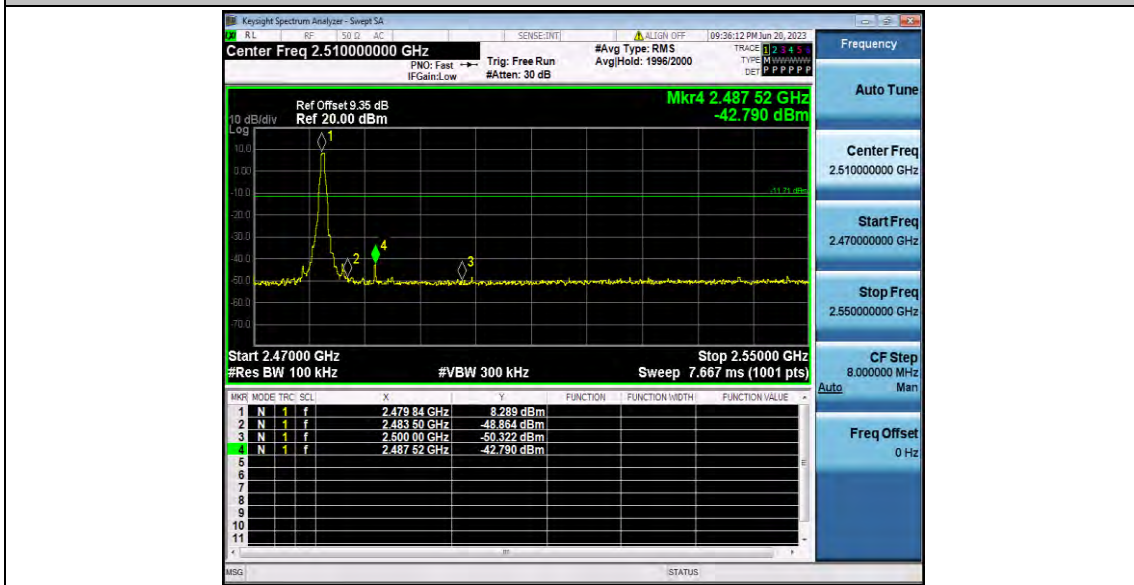 Keysight Spectrum Analyzer - Swept SA
RL RF 50 Ω AC SENSE:INT ALIGN OFF 09:36:12 PM Jun 20, 2023
Center Freq 2.510000000 GHz
PNO: Fast
IFGain:Low
Trig: Free Run
#Atten: 30 dB
#Avg Type: RMS
Avg|Hold: 1996/2000
TRACE 1 2 3 4 5 6
TYPE M
DET P P P P P P
Frequency
Auto Tune
Center Freq
2.510000000 GHz
Start Freq
2.470000000 GHz
Stop Freq
2.550000000 GHz
CF Step
8.000000 MHz
Auto Man
Freq Offset
0 Hz
Mkr4 2.487 52 GHz
-42.790 dBm
Ref Offset 9.35 dB
10 dB/div Ref 20.00 dBm
Log
10.0
0.00
-10.0
-20.0
-30.0
-40.0
-50.0
-60.0
-70.0
-11.71 dBm
1
2
4
3
Start 2.47000 GHz Stop 2.55000 GHz
#Res BW 100 kHz #VBW 300 kHz Sweep 7.667 ms (1001 pts)
MKR MODE TRC SCL X Y FUNCTION FUNCTION WIDTH FUNCTION VALUE
1 N 1 f 2.479 84 GHz 8.289 dBm
2 N 1 f 2.483 50 GHz -48.864 dBm
3 N 1 f 2.500 00 GHz -50.322 dBm
4 N 1 f 2.487 52 GHz -42.790 dBm
5
6
7
8
9
10
11
MSG STATUS